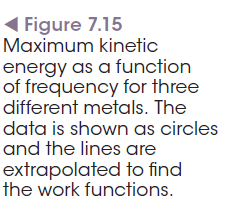 ◀ Figure 7.15
Maximum kinetic
energy as a function
of frequency for three
different metals. The
data is shown as circles
and the lines are
extrapolated to find
the work functions.